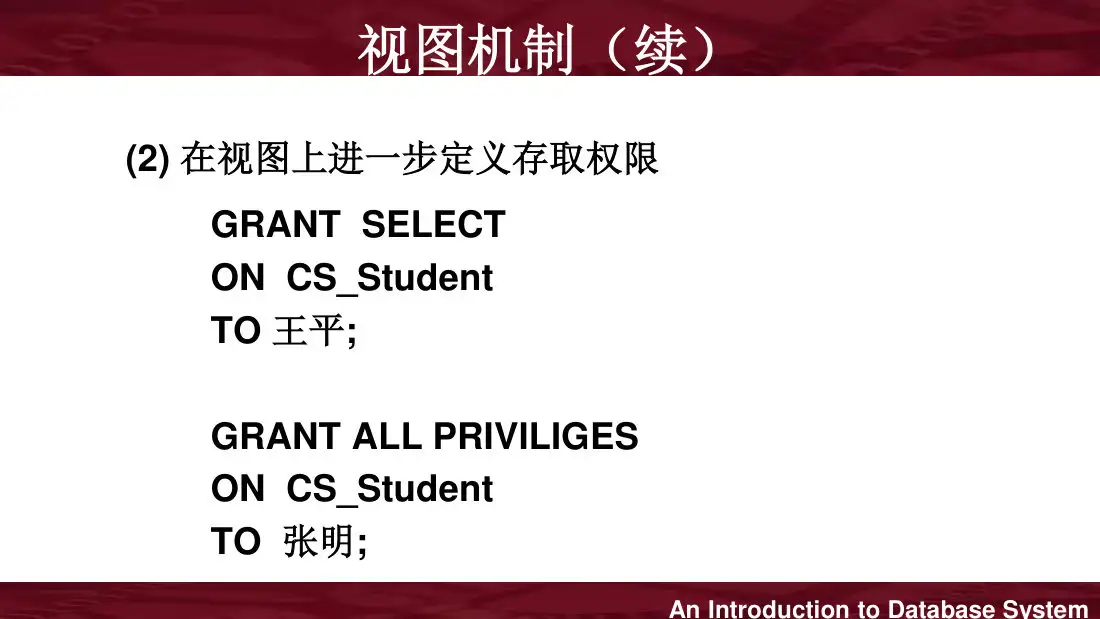 视图机制（续）
(2) 在视图上进一步定义存取权限
GRANT SELECT
ON CS_Student
TO 王平;
GRANT ALL PRIVILIGES
ON CS_Student
TO 张明;
An Introduction to Database System